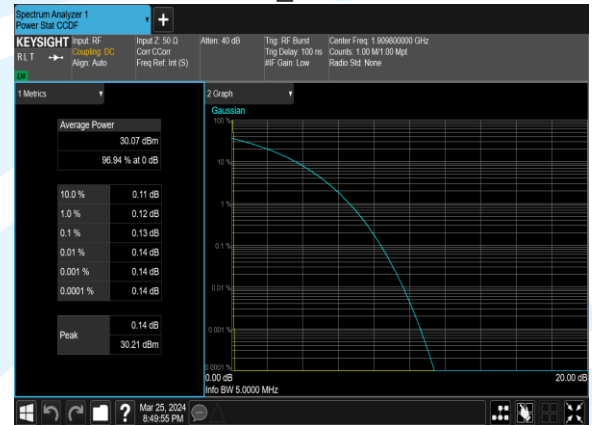 Spectrum Analyzer 1
Power Stat CCDF
+
KEYSIGHT
RLT
Input: RF
Coupling: DC
Align: Auto
Input Z: 50 Ω
Corr CCorr
Freq Ref: Int (S)
Atten: 40 dB
Trig: RF Burst
Trig Delay: 100 ns
#IF Gain: Low
Center Freq: 1.909800000 GHz
Counts: 1.00 M/1.00 Mpt
Radio Std: None
1 Metrics
Average Power
30.07 dBm
96.94 % at 0 dB
10.0 % 0.11 dB
1.0 % 0.12 dB
0.1 % 0.13 dB
0.01 % 0.14 dB
0.001 % 0.14 dB
0.0001 % 0.14 dB
Peak
0.14 dB
30.21 dBm
2 Graph
Gaussian
100 %
10 %
1 %
0.1 %
0.01 %
0.001 %
0.0001 %
0.00 dB
20.00 dB
Info BW 5.0000 MHz
?
Mar 25, 2024
8:49:55 PM